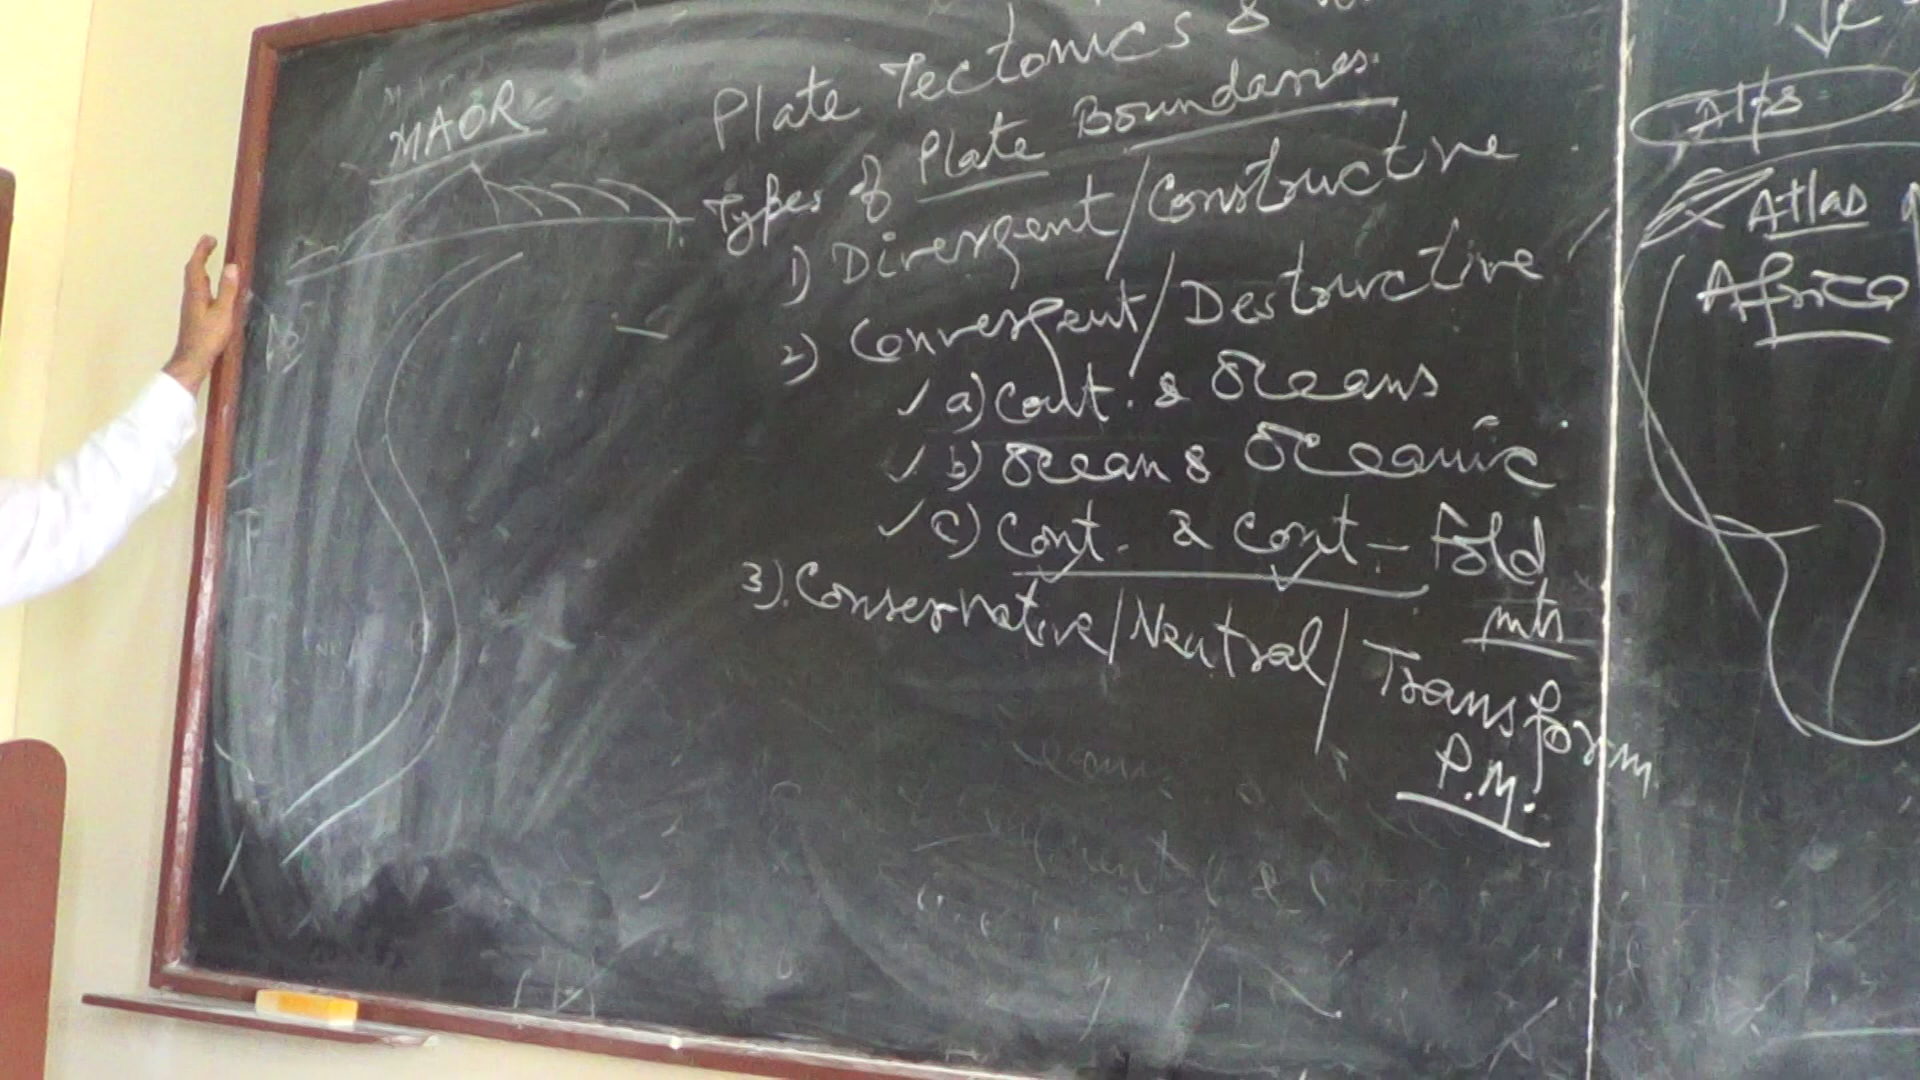 MAOR
Plate Tectonics &
Types of Plate Boundaries.
1) Divergent/Constructive
2) Convergent/Destructive
✓ a) Cont. & Oceans
✓ b) Ocean & Oceanic
✓ c) Cont. & Cont - Fold
mts
3). Conservative/Neutral/Transform
P.M.
Alps
Atlas
Africa